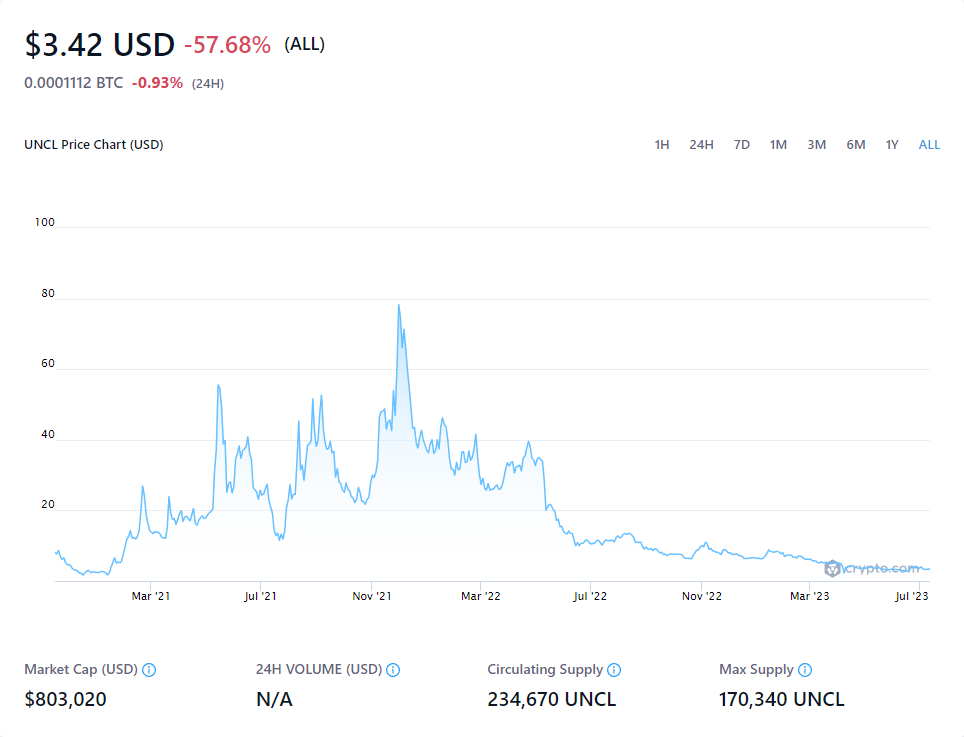 $3.42 USD -57.68% (ALL)
0.0001112 BTC -0.93% (24H)
UNCL Price Chart (USD) 1H 24H 7D 1M 3M 6M 1Y ALL
100
80
60
40
20
crypto.com
Mar '21 Jul '21 Nov '21 Mar '22 Jul '22 Nov '22 Mar '23 Jul '23
Market Cap (USD) 24H VOLUME (USD) Circulating Supply Max Supply
$803,020 N/A 234,670 UNCL 170,340 UNCL